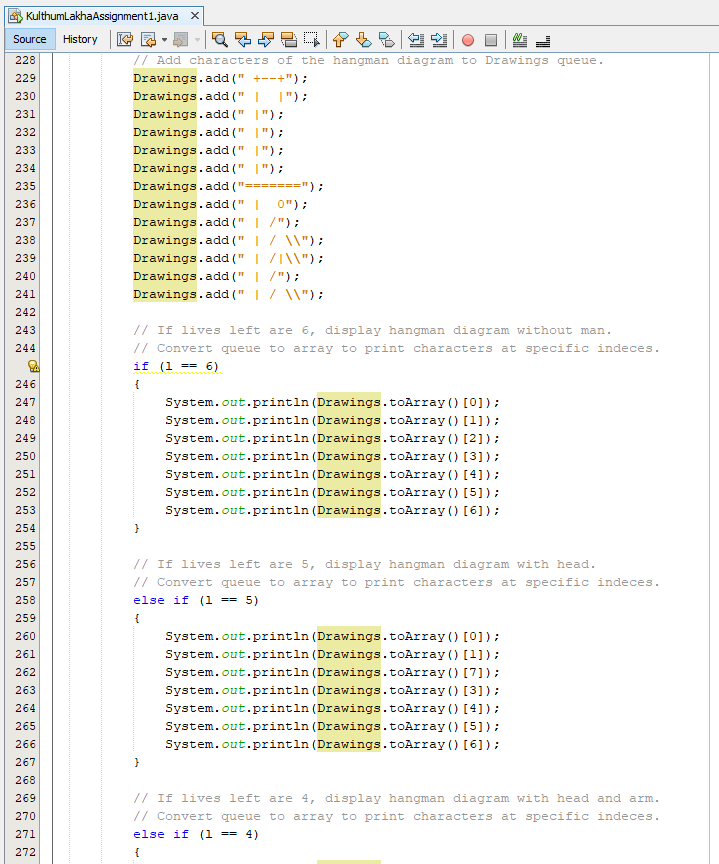 KulthumLakhaAssignment1.java
Source History
228 // Add characters of the hangman diagram to Drawings queue.
229 Drawings.add(" +--+");
230 Drawings.add(" |  |");
231 Drawings.add(" |");
232 Drawings.add(" |");
233 Drawings.add(" |");
234 Drawings.add(" |");
235 Drawings.add("=======");
236 Drawings.add(" |  0");
237 Drawings.add(" | /");
238 Drawings.add(" | / \\");
239 Drawings.add(" | /|\\");
240 Drawings.add(" | /");
241 Drawings.add(" | / \\");
242
243 // If lives left are 6, display hangman diagram without man.
244 // Convert queue to array to print characters at specific indeces.
if (l == 6)
246 {
247 System.out.println(Drawings.toArray()[0]);
248 System.out.println(Drawings.toArray()[1]);
249 System.out.println(Drawings.toArray()[2]);
250 System.out.println(Drawings.toArray()[3]);
251 System.out.println(Drawings.toArray()[4]);
252 System.out.println(Drawings.toArray()[5]);
253 System.out.println(Drawings.toArray()[6]);
254 }
255
256 // If lives left are 5, display hangman diagram with head.
257 // Convert queue to array to print characters at specific indeces.
258 else if (l == 5)
259 {
260 System.out.println(Drawings.toArray()[0]);
261 System.out.println(Drawings.toArray()[1]);
262 System.out.println(Drawings.toArray()[7]);
263 System.out.println(Drawings.toArray()[3]);
264 System.out.println(Drawings.toArray()[4]);
265 System.out.println(Drawings.toArray()[5]);
266 System.out.println(Drawings.toArray()[6]);
267 }
268
269 // If lives left are 4, display hangman diagram with head and arm.
270 // Convert queue to array to print characters at specific indeces.
271 else if (l == 4)
272 {